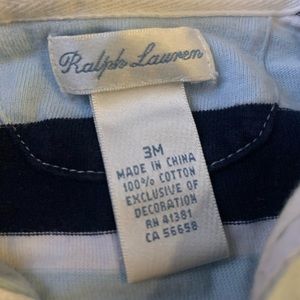 Ralph Lauren
3M
MADE IN CHINA
100% COTTON
EXCLUSIVE OF
DECORATION
RN 41381
CA 56658